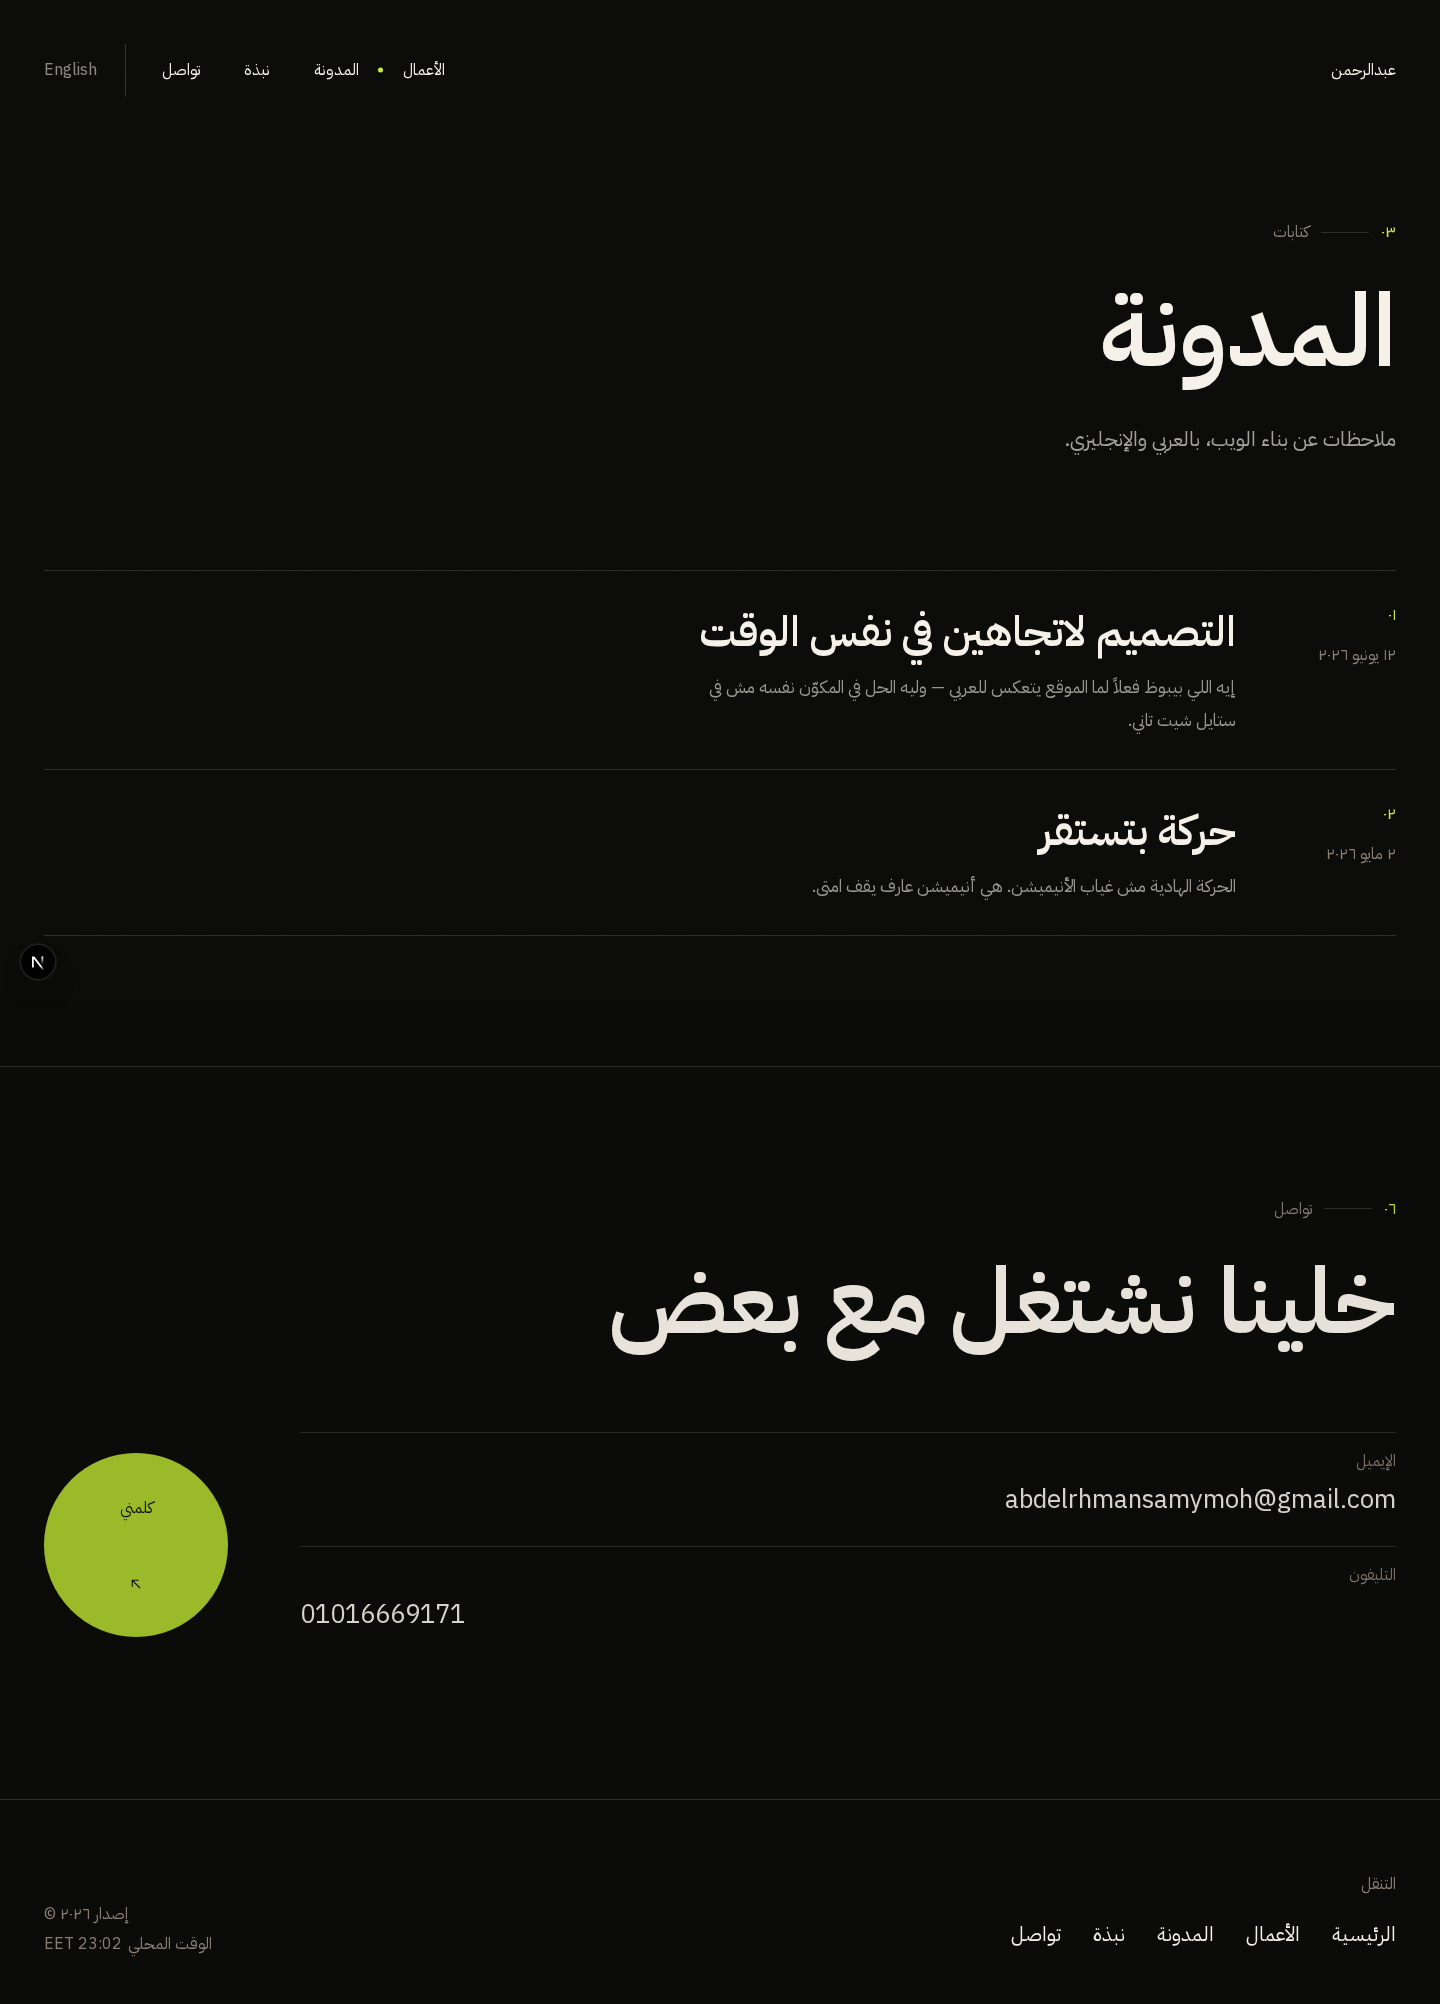 عبدالرحمن
الأعمال
المدونة
نبذة
تواصل
English
٠٣
كتابات
المدونة
ملاحظات عن بناء الويب، بالعربي والإنجليزي.
٠١
١٢ يونيو ٢٠٢٦
التصميم لاتجاهين في نفس الوقت
إيه اللي بيبوظ فعلاً لما الموقع يتعكس للعربي — وليه الحل في المكوّن نفسه مش في
ستايل شيت تاني.
٠٢
٢ مايو ٢٠٢٦
حركة بتستقر
الحركة الهادية مش غياب الأنيميشن. هي أنيميشن عارف يقف امتى.
N
٠٦
تواصل
خلينا نشتغل مع بعض
الإيميل
abdelrhmansamymoh@gmail.com
كلمني
التليفون
01016669171
التنقل
الرئيسية
الأعمال
المدونة
نبذة
تواصل
إصدار ٢٠٢٦ ©
الوقت المحلي 23:02 EET